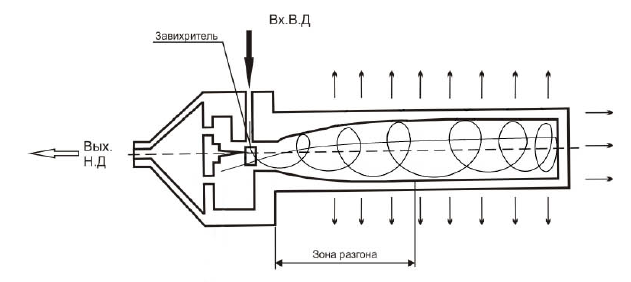 Вх.В.Д
Завихритель
Вых.
Н.Д
Зона разгона